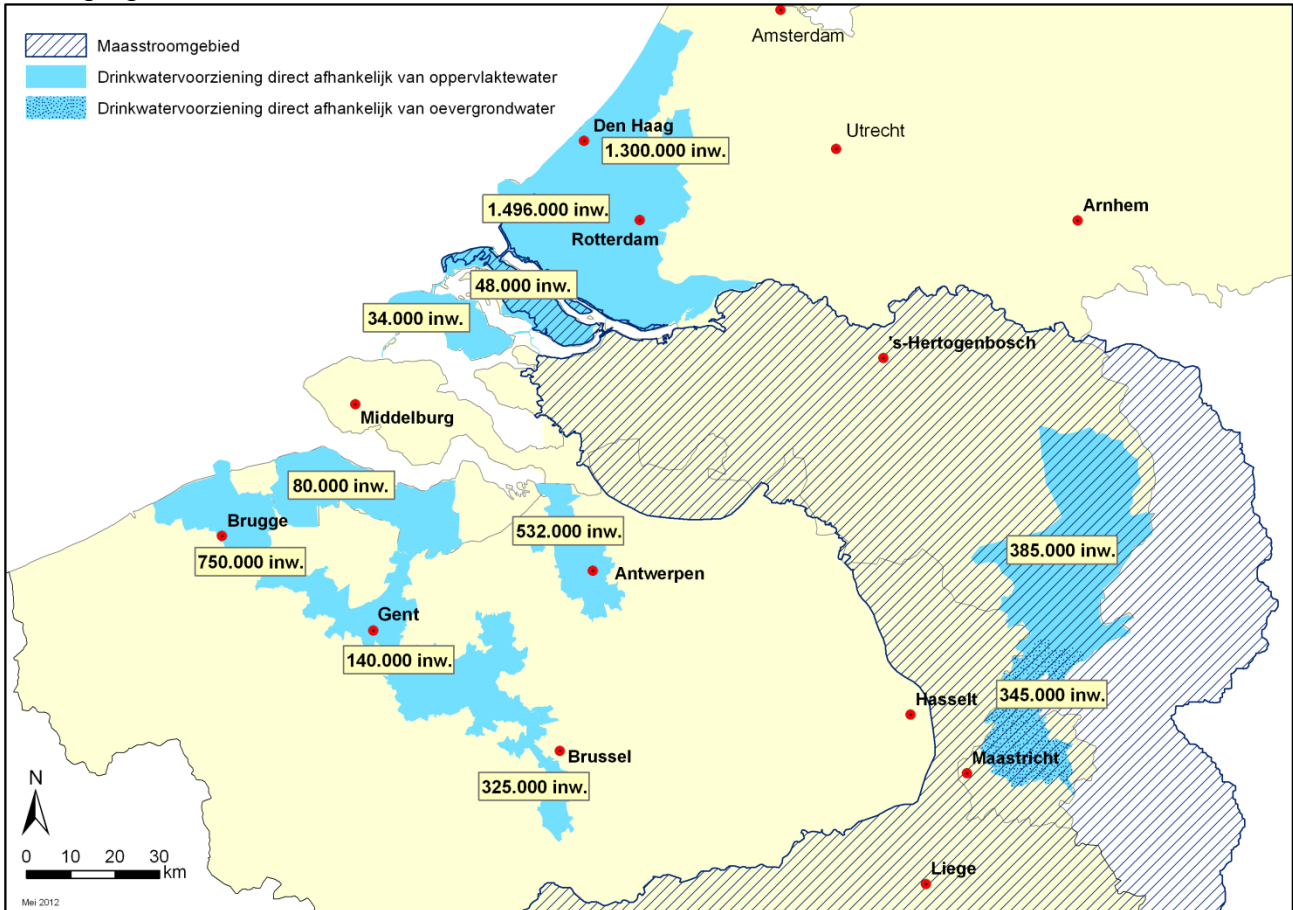 Maasstroomgebied
Drinkwatervoorziening direct afhankelijk van oppervlaktewater
Drinkwatervoorziening direct afhankelijk van oevergrondwater
Amsterdam
Den Haag
1.300.000 inw.
Utrecht
1.496.000 inw.
Rotterdam
Arnhem
48.000 inw.
34.000 inw.
's-Hertogenbosch
Middelburg
80.000 inw.
Brugge
750.000 inw.
532.000 inw.
Antwerpen
385.000 inw.
Gent
140.000 inw.
Hasselt
345.000 inw.
Brussel
Maastricht
325.000 inw.
Liege
N
0 10 20 30
km
Mei 2012